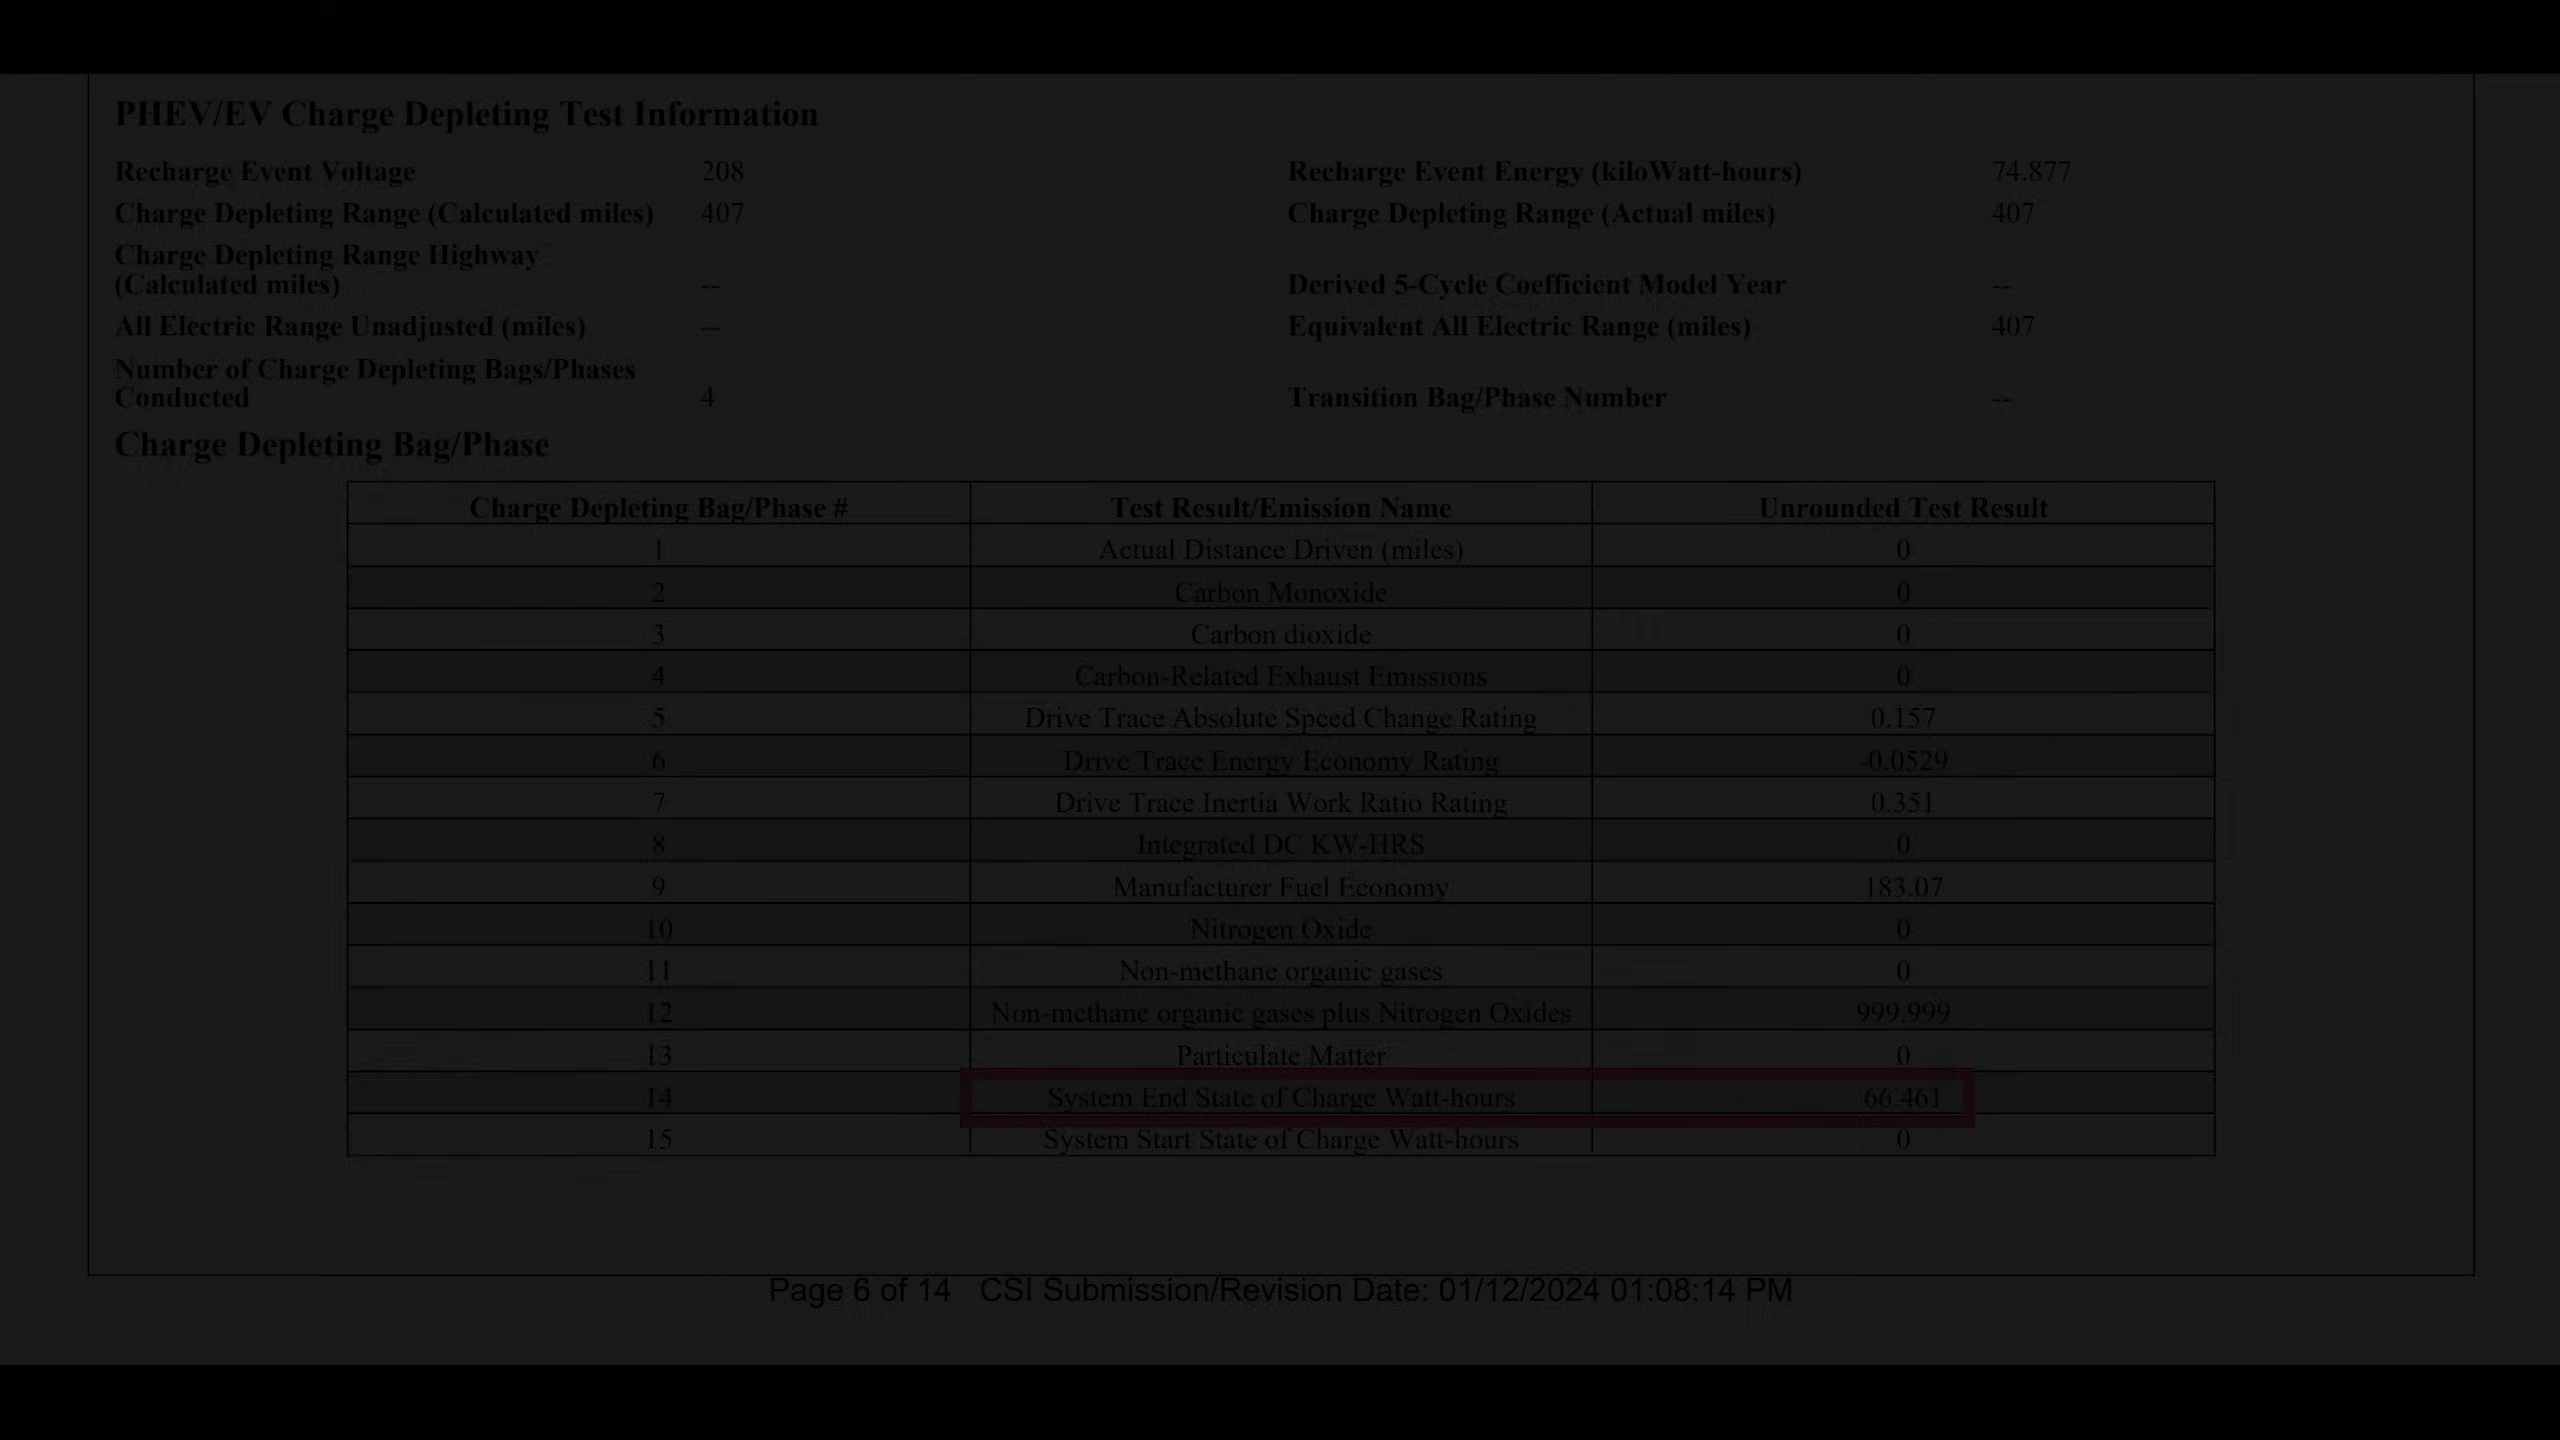 PHEV/EV Charge Depleting Test Information
Recharge Event Voltage 208 Recharge Event Energy (kiloWatt-hours) 74.877
Charge Depleting Range (Calculated miles) 407 Charge Depleting Range (Actual miles) 407
Charge Depleting Range Highway
(Calculated miles) -- Derived 5-Cycle Coefficient Model Year --
All Electric Range Unadjusted (miles) -- Equivalent All Electric Range (miles) 407
Number of Charge Depleting Bags/Phases
Conducted 4 Transition Bag/Phase Number --
Charge Depleting Bag/Phase
Charge Depleting Bag/Phase # Test Result/Emission Name Unrounded Test Result
1 Actual Distance Driven (miles) 0
2 Carbon Monoxide 0
3 Carbon dioxide 0
4 Carbon-Related Exhaust Emissions 0
5 Drive Trace Absolute Speed Change Rating 0.157
6 Drive Trace Energy Economy Rating -0.0529
7 Drive Trace Inertia Work Ratio Rating 0.351
8 Integrated DC KW-HRS 0
9 Manufacturer Fuel Economy 183.07
10 Nitrogen Oxide 0
11 Non-methane organic gases 0
12 Non-methane organic gases plus Nitrogen Oxides 999.999
13 Particulate Matter 0
14 System End State of Charge Watt-hours 66.461
15 System Start State of Charge Watt-hours 0
Page 6 of 14 CSI Submission/Revision Date: 01/12/2024 01:08:14 PM